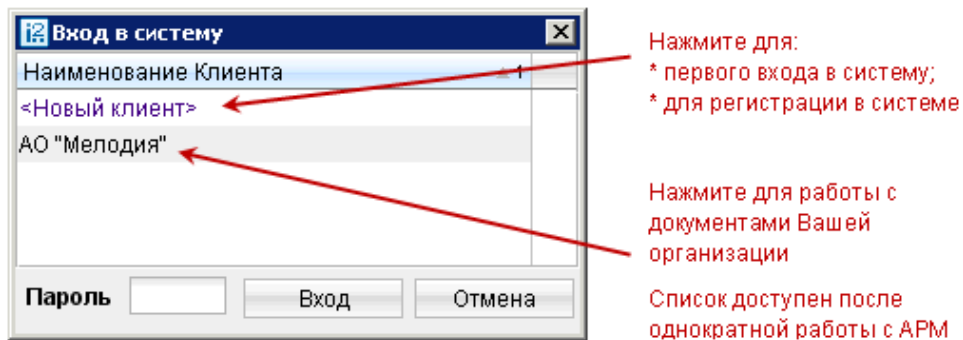 Вход в систему
Наименование Клиента 1
<Новый клиент>
АО "Мелодия"
Пароль Вход Отмена
Нажмите для:
* первого входа в систему;
* для регистрации в системе
Нажмите для работы с
документами Вашей
организации
Список доступен после
однократной работы с АРМ